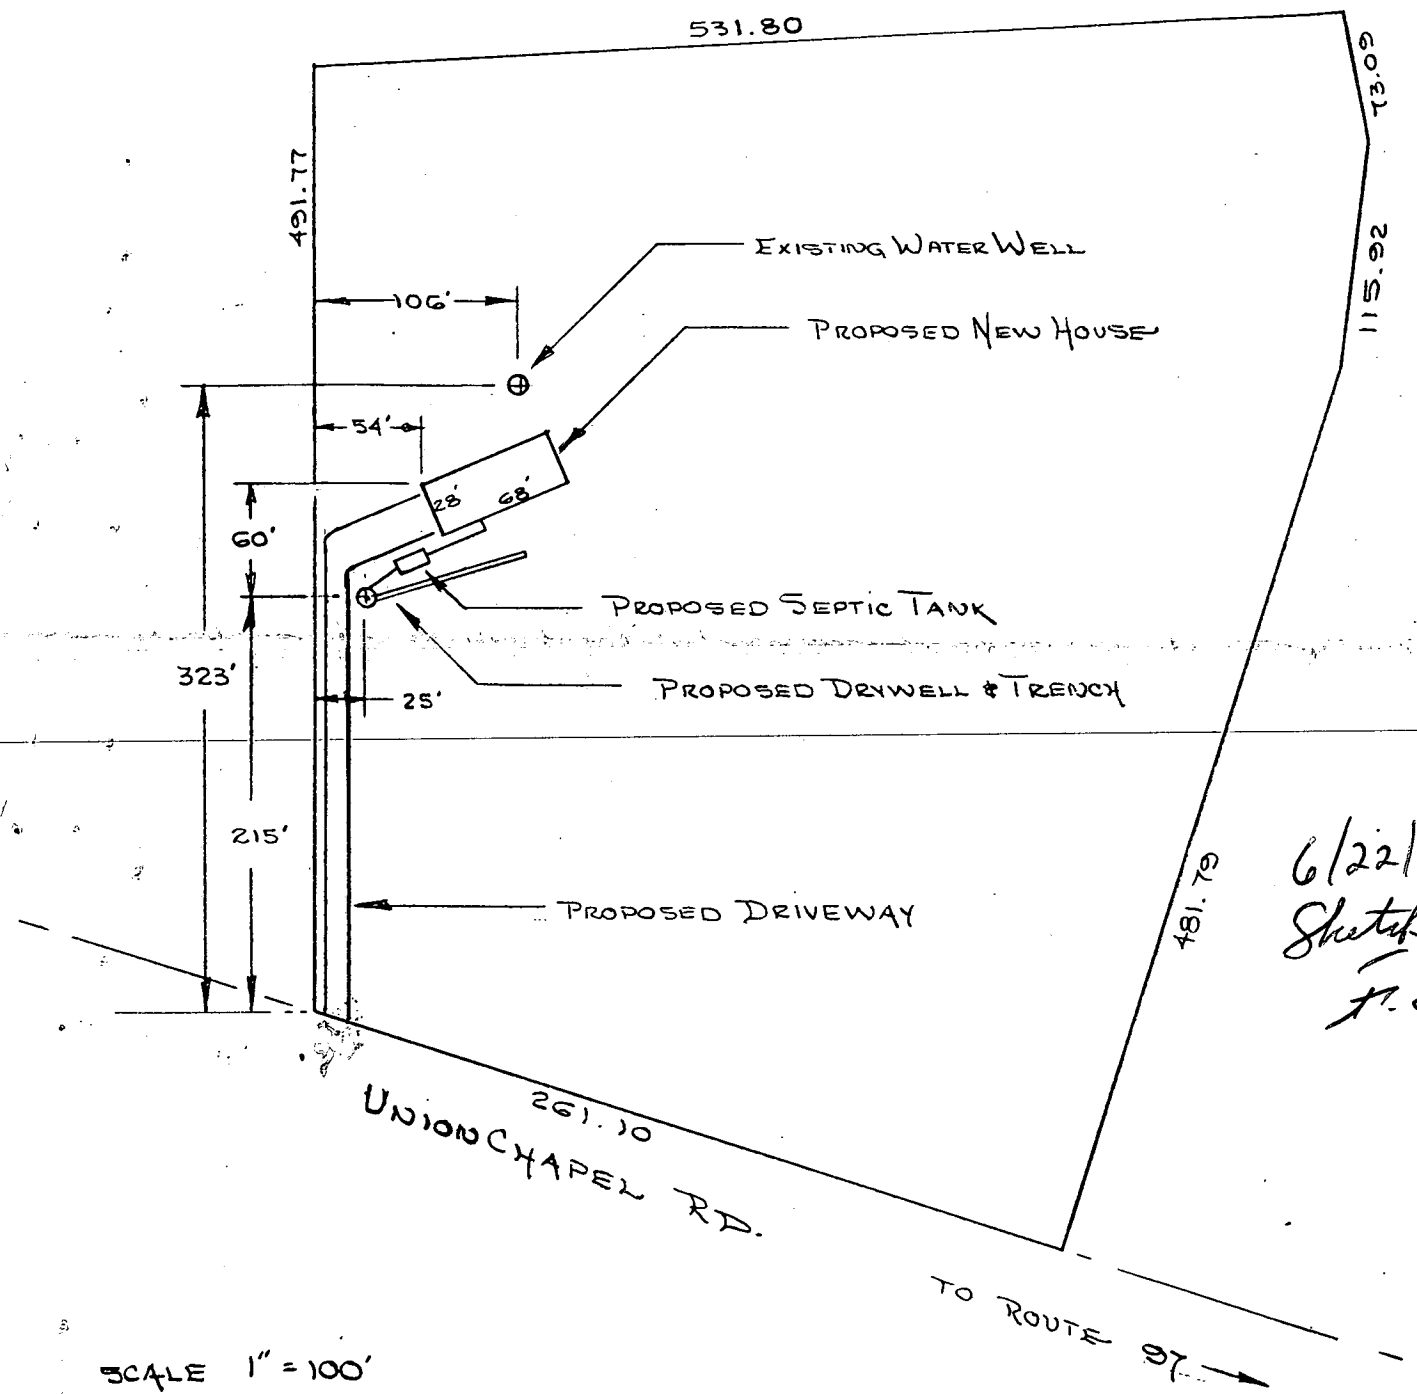 531.80
73.09
491.77
115.92
EXISTING WATER WELL
106'
PROPOSED NEW HOUSE
54'
28' 68'
60'
PROPOSED SEPTIC TANK
323'
PROPOSED DRYWELL & TRENCH
25'
215'
6/22/
481.79
PROPOSED DRIVEWAY
261.10
UNION CHAPEL RD.
TO ROUTE 97
SCALE 1" = 100'